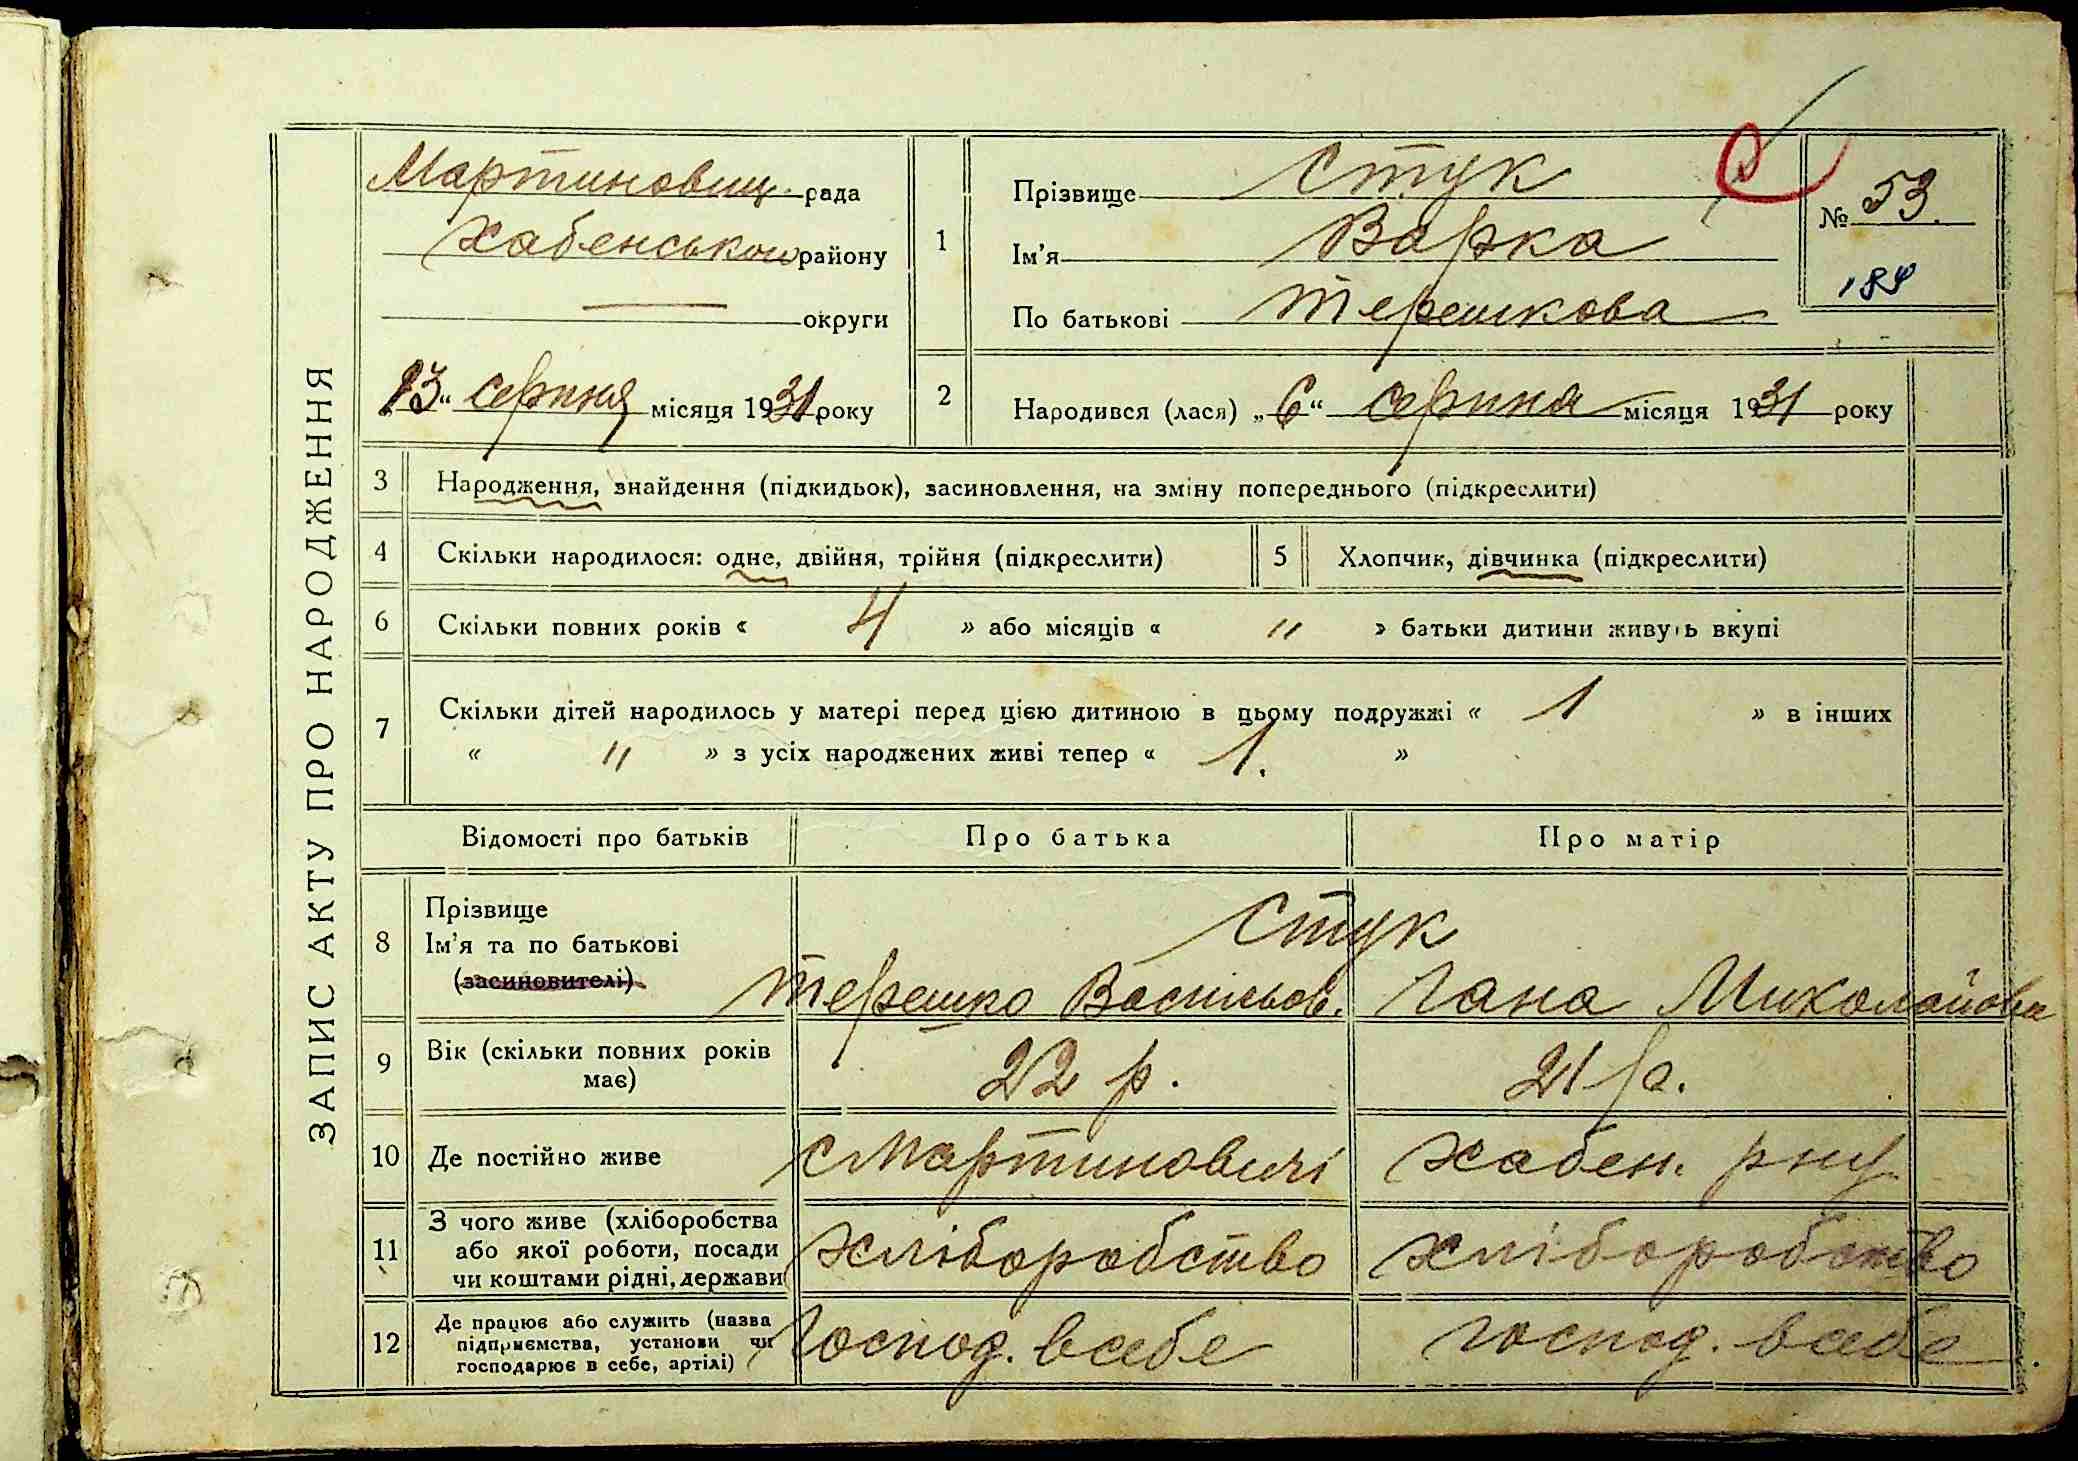 ЗАПИС АКТУ ПРО НАРОДЖЕННЯ
Мартинович. рада
Хабенського району
округи
"13" серпня місяця 1931 року
1
Прізвище Стук
Ім'я Варка
По батькові Терешкова
№ 53.
2
Народився (лася) „6“ серпня місяця 1931 року
3 Народження, знайдення (підкидьок), засиновлення, на зміну попереднього (підкреслити)
4 Скільки народилося: одне, двійня, трійня (підкреслити) 5 Хлопчик, дівчинка (підкреслити)
6 Скільки повних років « 4 » або місяців « " » батьки дитини живуть вкупі
7 Скільки дітей народилось у матері перед цією дитиною в цьому подружжі « 1 » в інших
« " » з усіх народжених живі тепер « 1. »
Відомості про батьків Про батька Про матір
8
Прізвище
Ім'я та по батькові
(засиновителі)
Стук
Терешко Васильов. Гана Миколайовна
9
Вік (скільки повних років
має)
22 р. 21 р.
10 Де постійно живе с Мартиновичі Хабен. рну
11
З чого живе (хліборобства
або якої роботи, посади
чи коштами рідні, держави
хліборобство хліборобство
12
Де працює або служить (назва
підприємства, установи чи
господарює в себе, артілі)
Господ. в себе господ. в себе